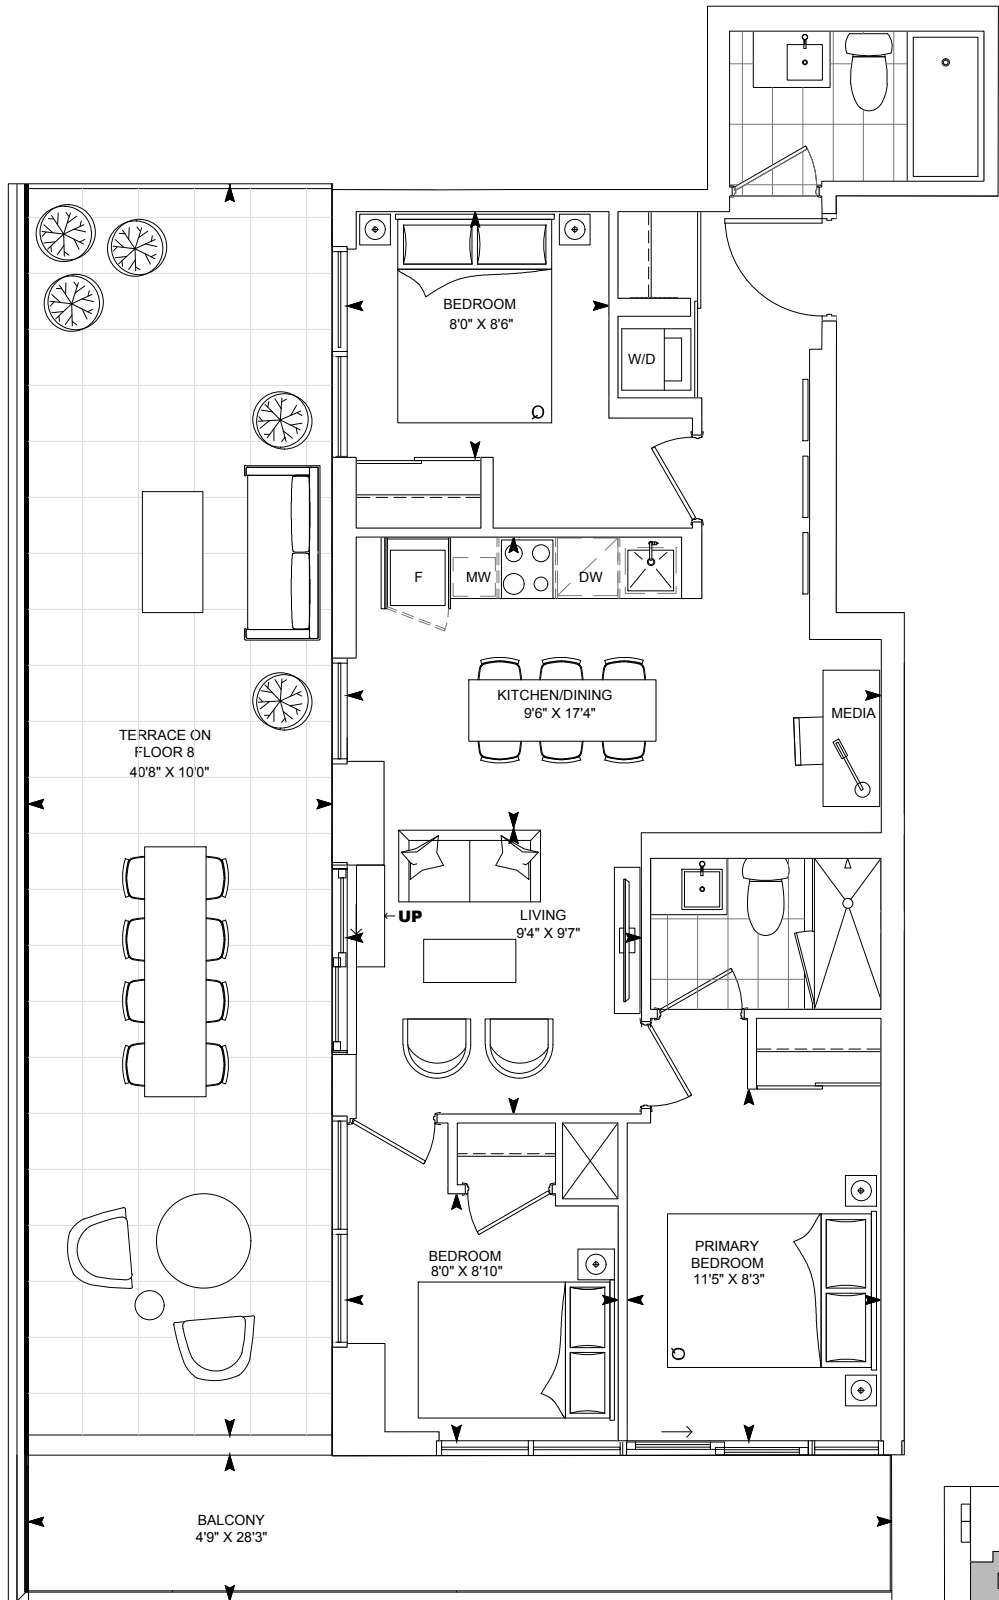 BEDROOM
8'0" X 8'6"
W/D
F
MW
DW
KITCHEN/DINING
9'6" X 17'4"
MEDIA
TERRACE ON
FLOOR 8
40'8" X 10'0"
UP
LIVING
9'4" X 9'7"
BEDROOM
8'0" X 8'10"
PRIMARY
BEDROOM
11'5" X 8'3"
BALCONY
4'9" X 28'3"